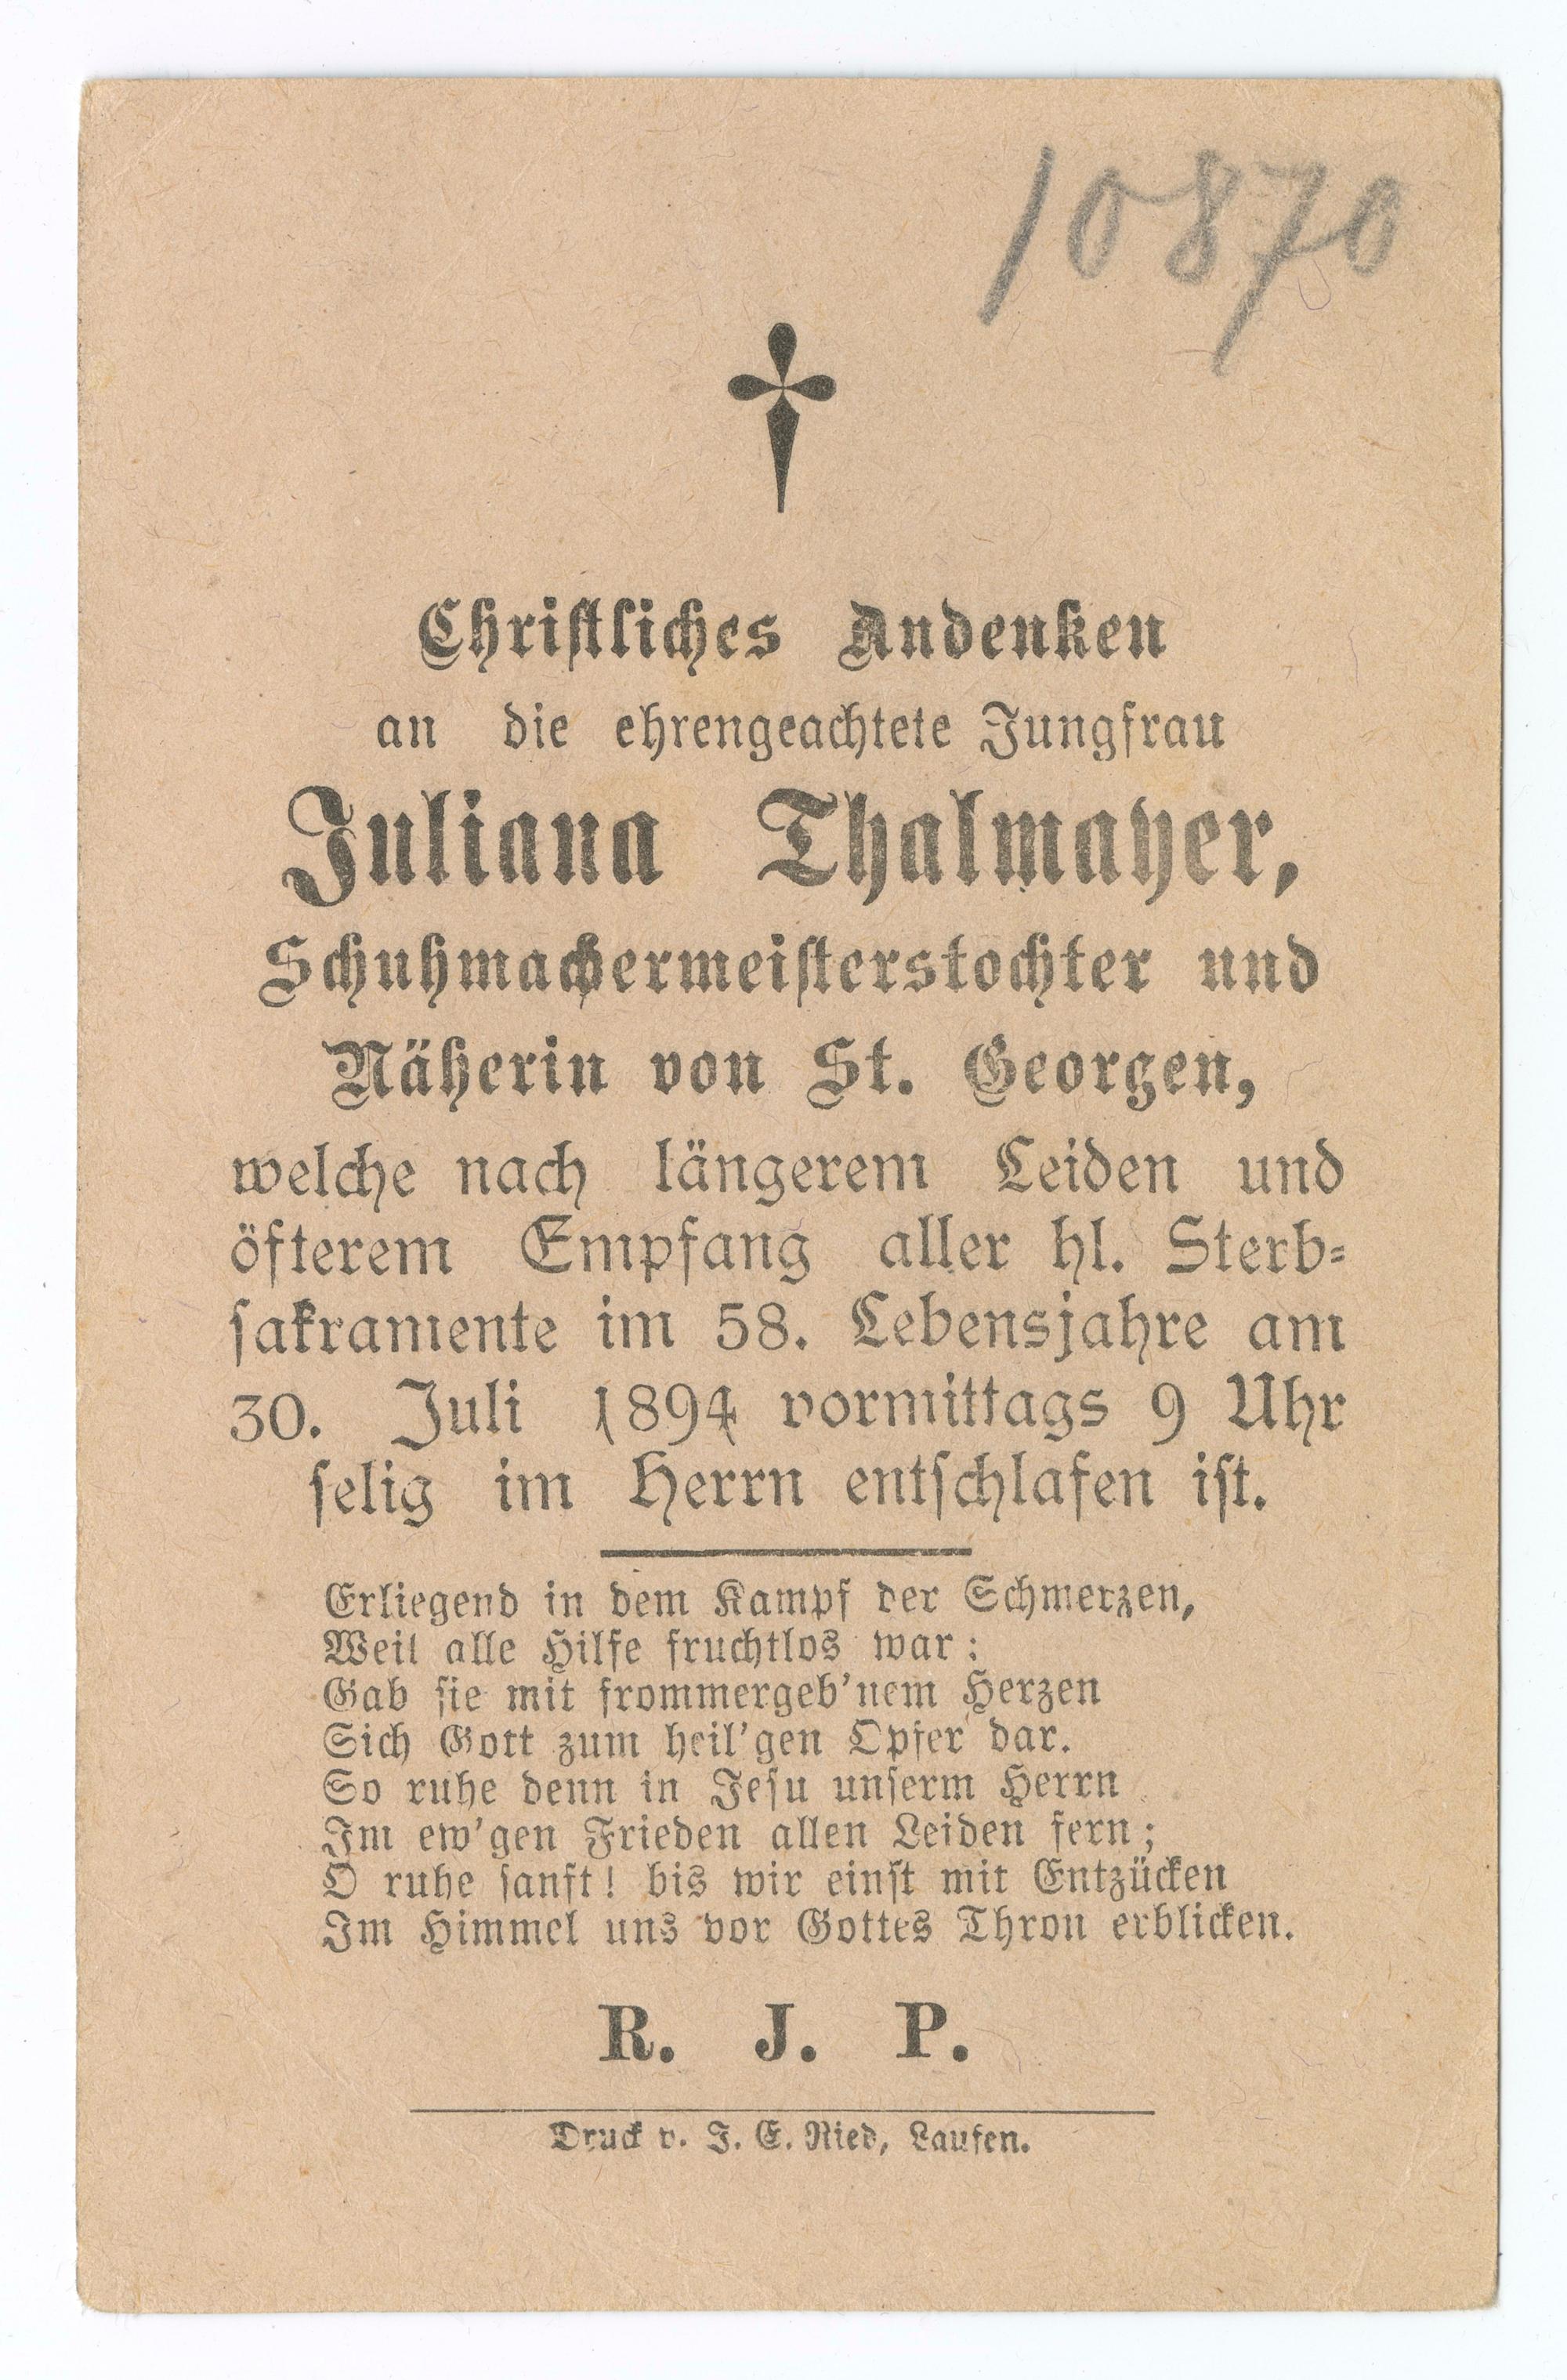 10870
Christliches Andenken
an die ehrengeachtete Jungfrau
Juliana Thalmayer,
Schuhmachermeisterstochter und
Näherin von St. Georgen,
welche nach längerem Leiden und
öfterem Empfang aller hl. Sterb-
sakramente im 58. Lebensjahre am
30. Juli 1894 vormittags 9 Uhr
selig im Herrn entschlafen ist.
Erliegend in dem Kampf der Schmerzen,
Weil alle Hilfe fruchtlos war:
Gab sie mit frommergeb'nem Herzen
Sich Gott zum heil'gen Opfer dar.
So ruhe denn in Jesu unserm Herrn
Im ew'gen Frieden allen Leiden fern;
O ruhe sanft! bis wir einst mit Entzücken
Im Himmel uns vor Gottes Thron erblicken.
R. J. P.
Druck v. J. E. Ried, Laufen.